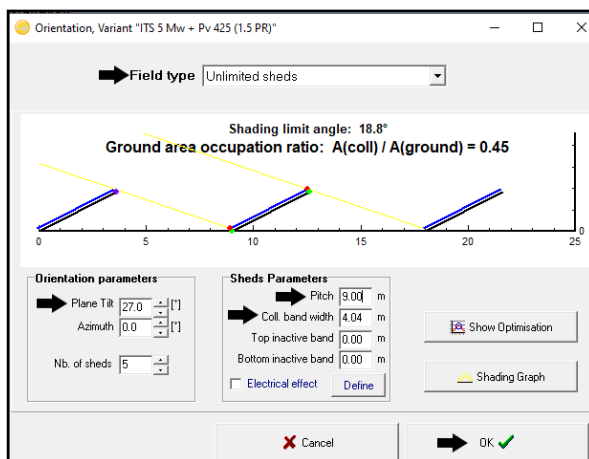 Orientation, Variant "ITS 5 Mw + Pv 425 (1.5 PR)"
Field type Unlimited sheds
Shading limit angle: 18.8°
Ground area occupation ratio: A(coll) / A(ground) = 0.45
0
0 5 10 15 20 25
Orientation parameters
Plane Tilt 27.0 [°]
Azimuth 0.0 [°]
Nb. of sheds 5
Sheds Parameters
Pitch 9.00 m
Coll. band width 4.04 m
Top inactive band 0.00 m
Bottom inactive band 0.00 m
Electrical effect Define
Show Optimisation
Shading Graph
Cancel
OK